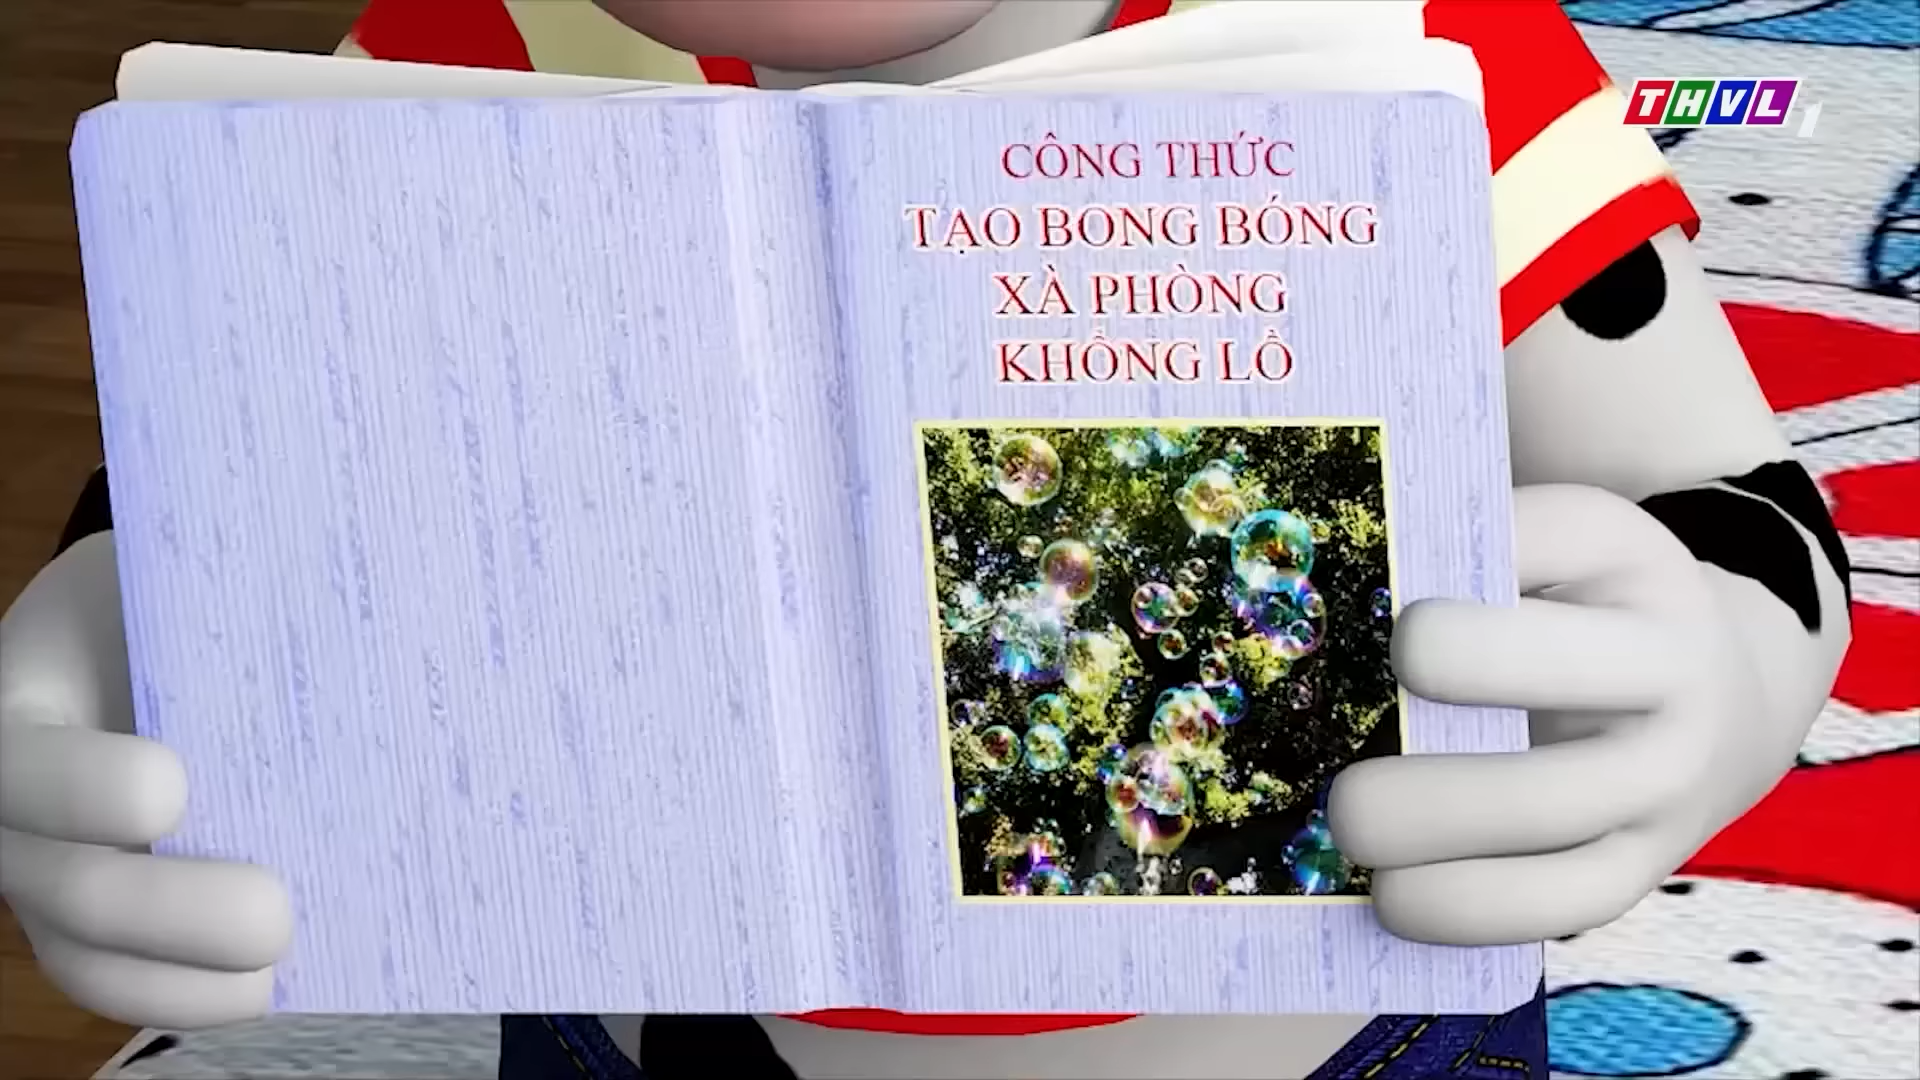 THVL1
CÔNG THỨC
TẠO BONG BÓNG
XÀ PHÒNG
KHỔNG LỒ